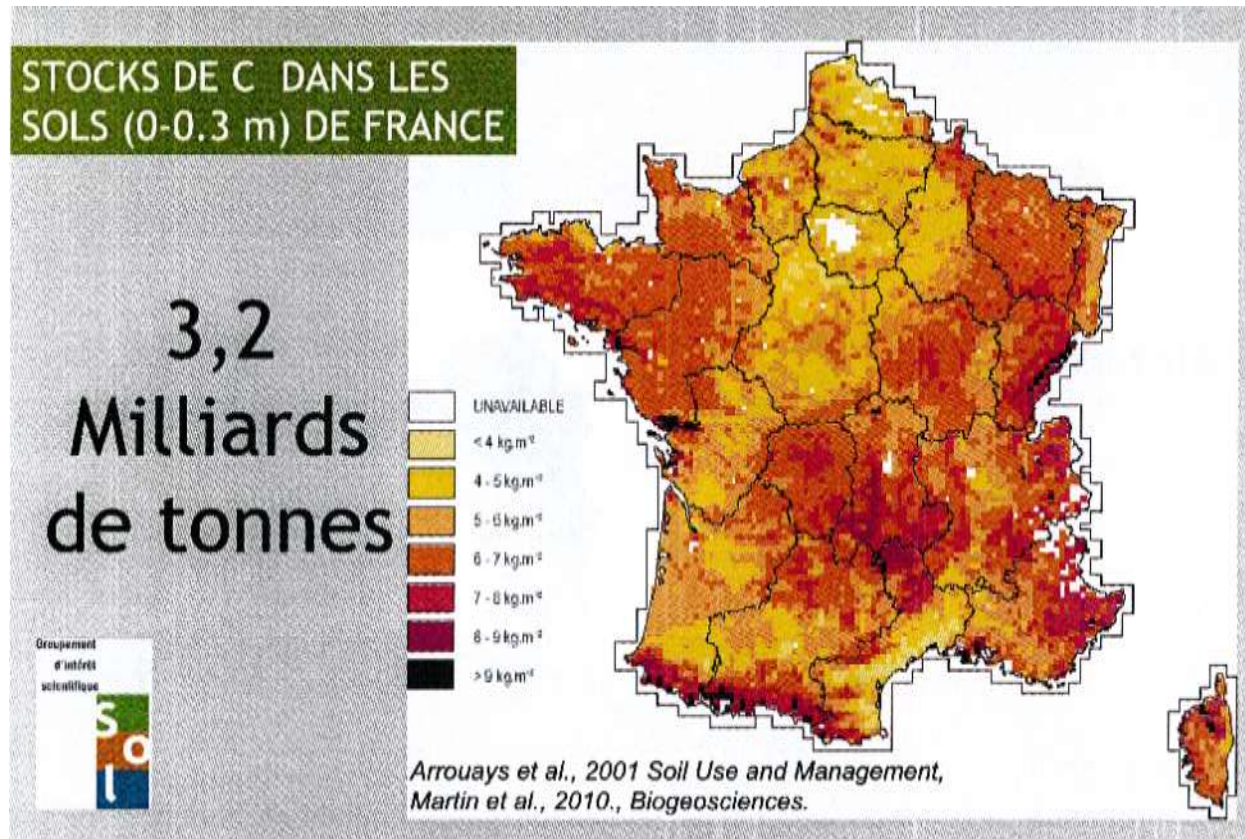 STOCKS DE C DANS LES
SOLS (0-0.3 m) DE FRANCE
3,2
Milliards
de tonnes
UNAVAILABLE
< 4 kg.m⁻²
4 - 5 kg.m⁻²
5 - 6 kg.m⁻²
6 - 7 kg.m⁻²
7 - 8 kg.m⁻²
8 - 9 kg.m⁻²
> 9 kg.m⁻²
Groupement
d'intérêt
scientifique
S
o
l
Arrouays et al., 2001 Soil Use and Management,
Martin et al., 2010., Biogeosciences.